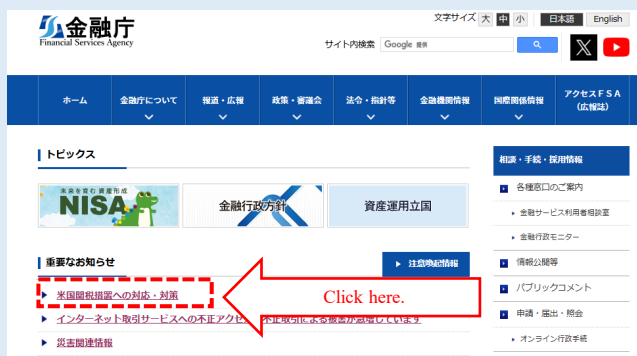 文字サイズ 大 中 小 日本語 English
金融庁
Financial Services Agency
サイト内検索 Google 提供
ホーム 金融庁について 報道・広報 政策・審議会 法令・指針等 金融機関情報 国際関係情報 アクセスFSA
(広報誌)
トピックス
相談・手続・採用情報
各種窓口のご案内
未来を育む資産形成
NISA
金融行政方針
資産運用立国
金融サービス利用者相談室
金融行政モニター
重要なお知らせ
注意喚起情報
情報公開等
米国関税措置への対応・対策
Click here.
パブリックコメント
インターネット取引サービスへの不正アクセ 不正取引による被害が急増しています
申請・届出・照会
災害関連情報
オンライン行政手続